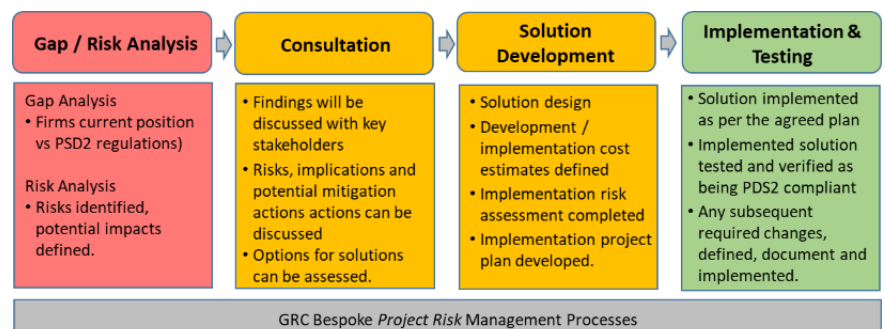 Gap / Risk Analysis
Consultation
Solution
Development
Implementation &
Testing
Gap Analysis
• Firms current position
vs PSD2 regulations)
Risk Analysis
• Risks identified,
potential impacts
defined.
• Findings will be
discussed with key
stakeholders
• Risks, implications and
potential mitigation
actions actions can be
discussed
• Options for solutions
can be assessed.
• Solution design
• Development /
implementation cost
estimates defined
• Implementation risk
assessment completed
• Implementation project
plan developed.
• Solution implemented
as per the agreed plan
• Implemented solution
tested and verified as
being PDS2 compliant
• Any subsequent
required changes,
defined, document and
implemented.
GRC Bespoke Project Risk Management Processes